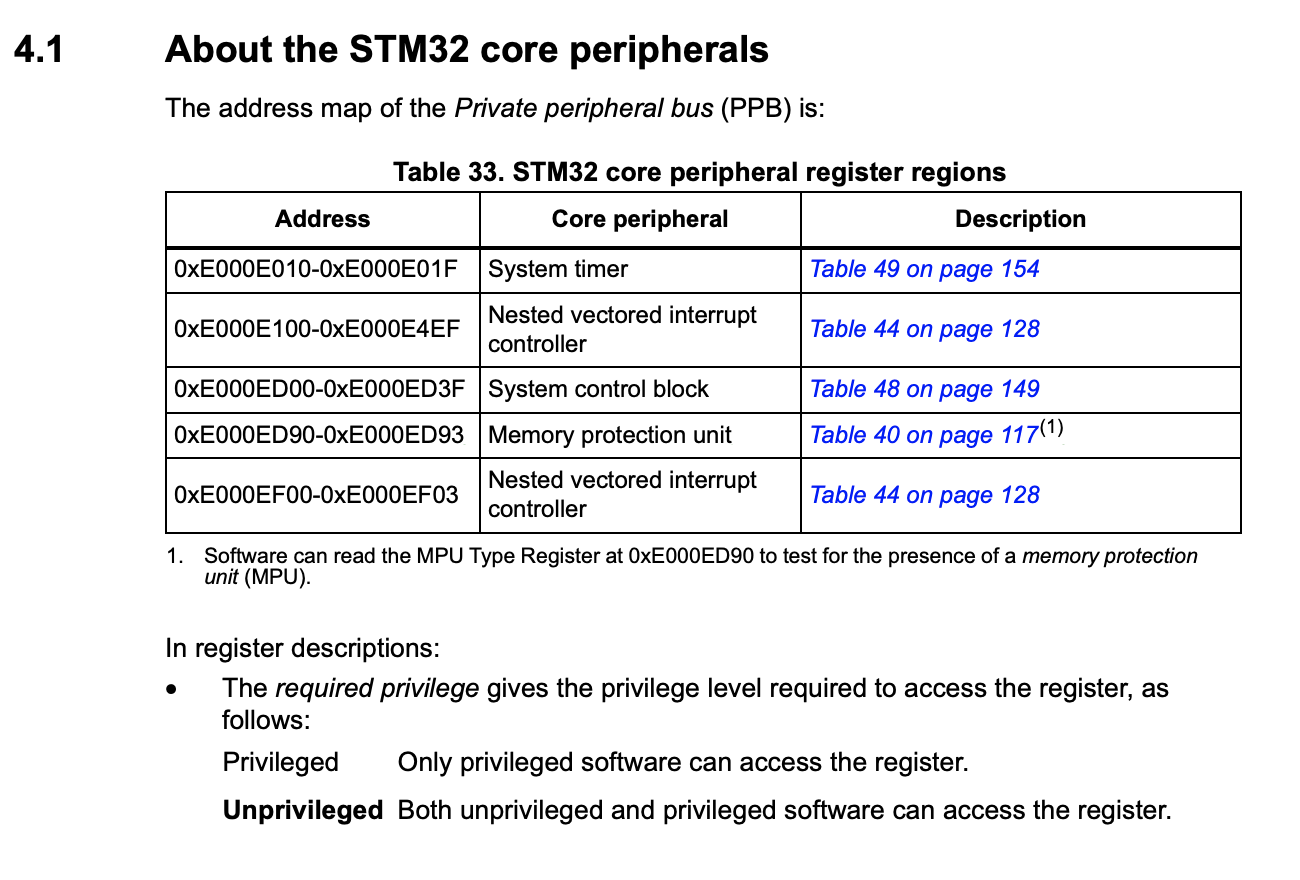 4.1 About the STM32 core peripherals
The address map of the Private peripheral bus (PPB) is:
Table 33. STM32 core peripheral register regions
Address Core peripheral Description
0xE000E010-0xE000E01F System timer Table 49 on page 154
0xE000E100-0xE000E4EF Nested vectored interrupt
controller Table 44 on page 128
0xE000ED00-0xE000ED3F System control block Table 48 on page 149
0xE000ED90-0xE000ED93 Memory protection unit Table 40 on page 117(1)
0xE000EF00-0xE000EF03 Nested vectored interrupt
controller Table 44 on page 128
1. Software can read the MPU Type Register at 0xE000ED90 to test for the presence of a memory protection
unit (MPU).
In register descriptions:
• The required privilege gives the privilege level required to access the register, as
follows:
Privileged Only privileged software can access the register.
Unprivileged Both unprivileged and privileged software can access the register.